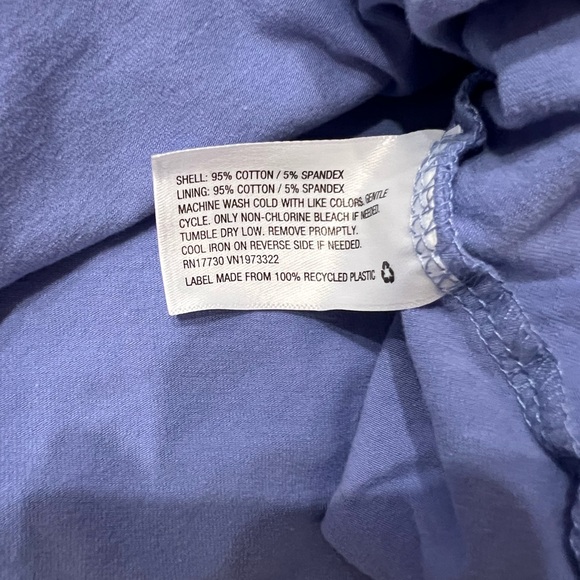 SHELL: 95% COTTON / 5% SPANDEX
LINING: 95% COTTON / 5% SPANDEX
MACHINE WASH COLD WITH LIKE COLORS, GENTLE
CYCLE. ONLY NON-CHLORINE BLEACH IF NEEDED.
TUMBLE DRY LOW. REMOVE PROMPTLY.
COOL IRON ON REVERSE SIDE IF NEEDED.
RN17730 VN1973322
LABEL MADE FROM 100% RECYCLED PLASTIC